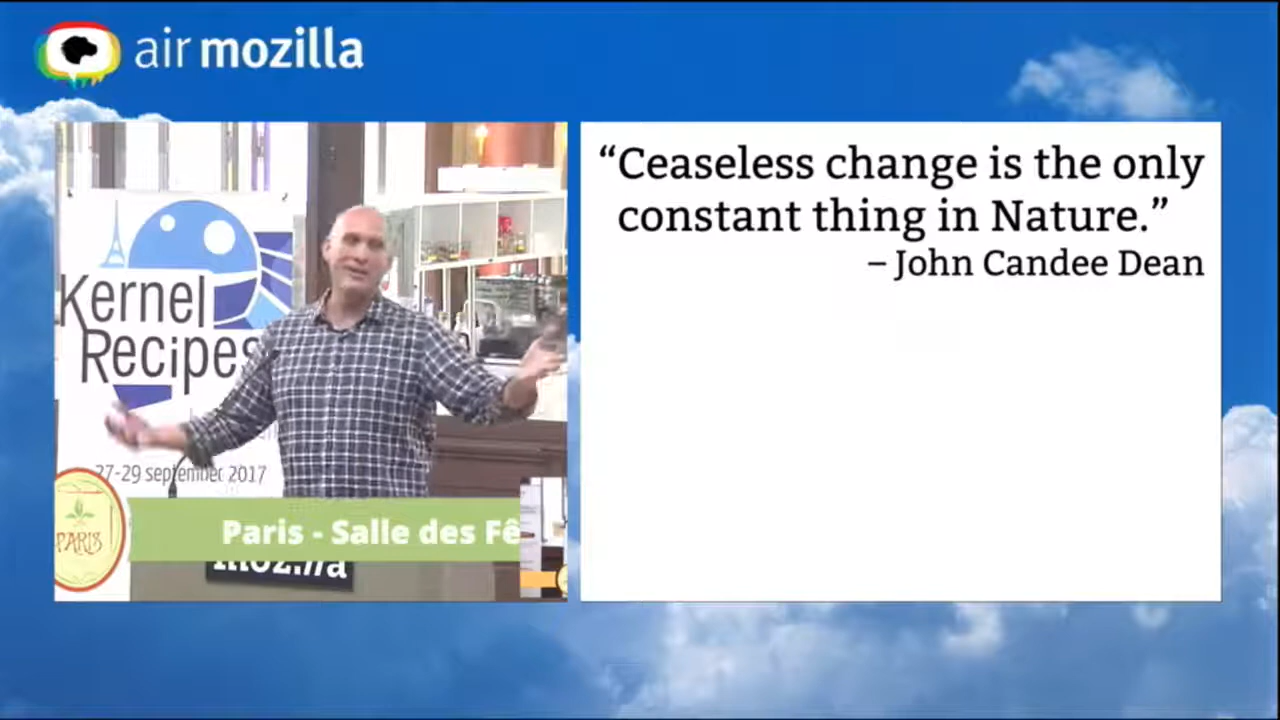 air mozilla
“Ceaseless change is the only
constant thing in Nature.”
– John Candee Dean
Kernel
Recipes
27-29 september 2017
PARIS
Paris - Salle des Fê
moz://a